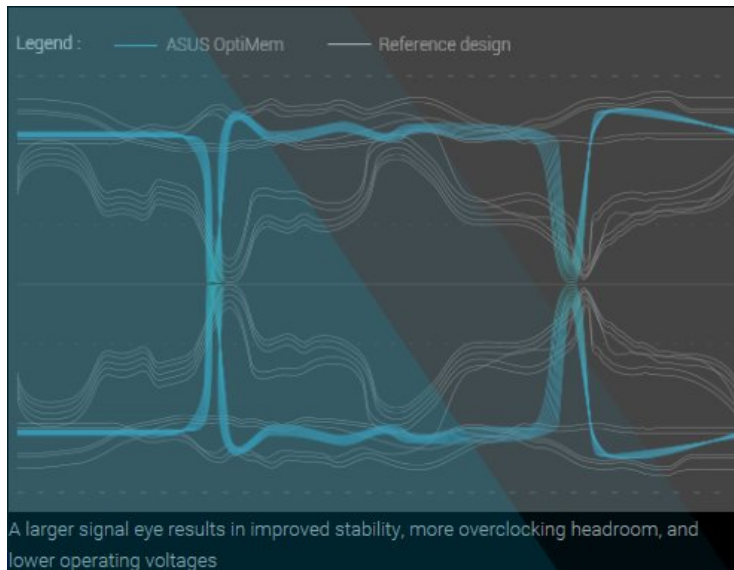 Legend : ASUS OptiMem Reference design
A larger signal eye results in improved stability, more overclocking headroom, and
lower operating voltages